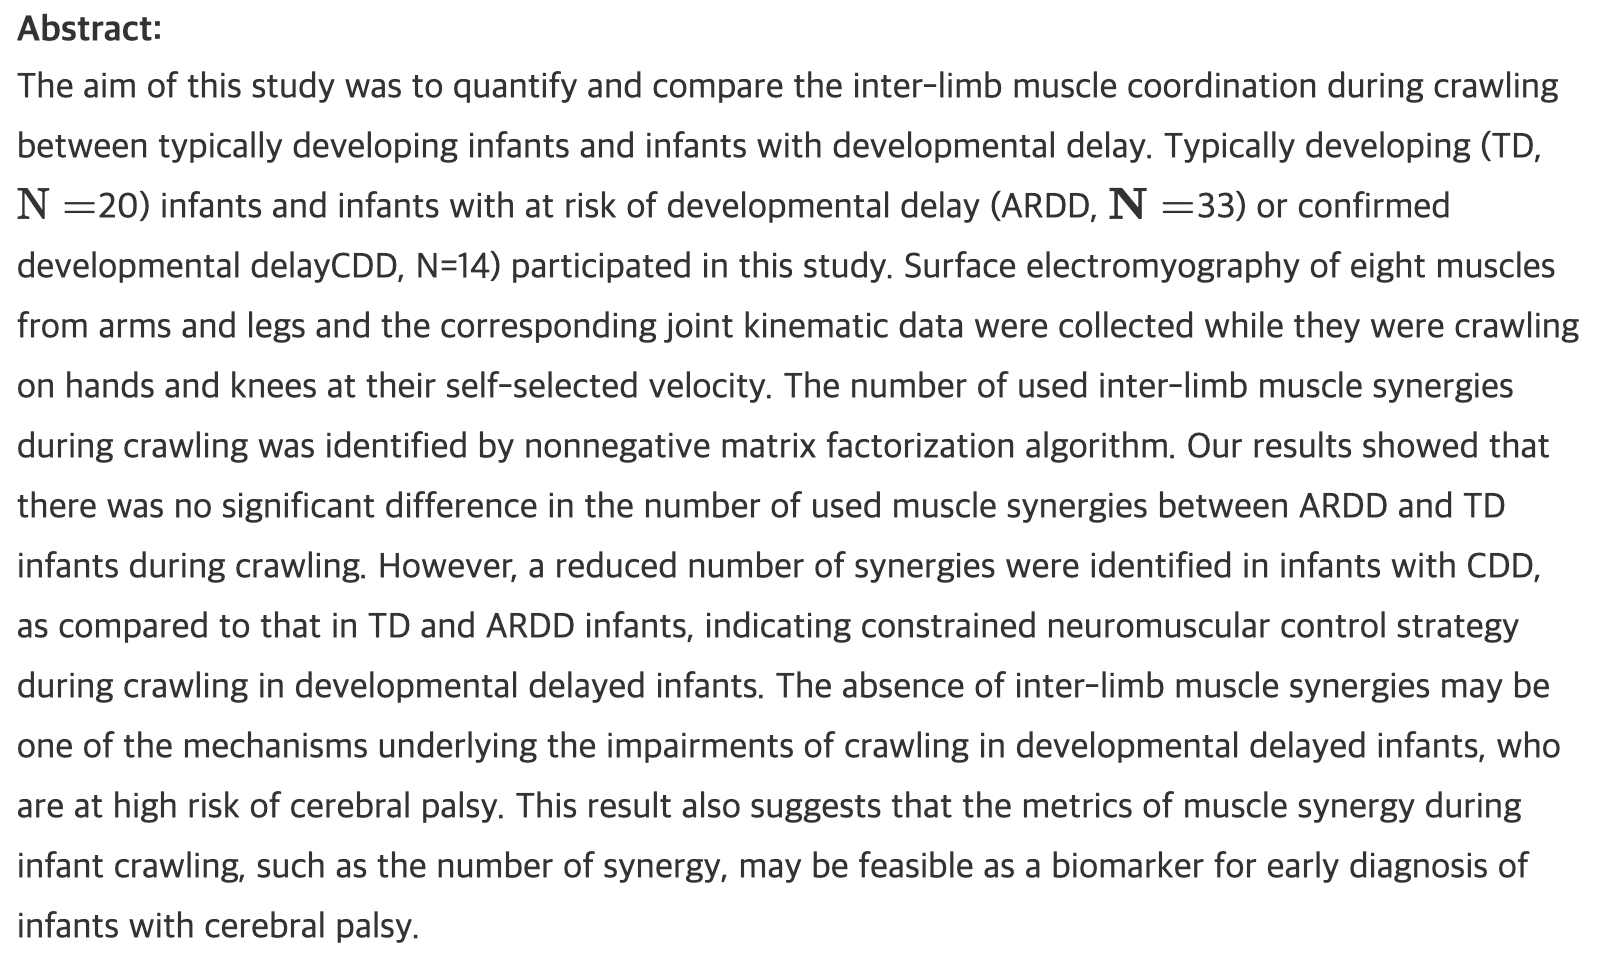 Abstract:
The aim of this study was to quantify and compare the inter-limb muscle coordination during crawling
between typically developing infants and infants with developmental delay. Typically developing (TD,
N =20) infants and infants with at risk of developmental delay (ARDD, N =33) or confirmed
developmental delayCDD, N=14) participated in this study. Surface electromyography of eight muscles
from arms and legs and the corresponding joint kinematic data were collected while they were crawling
on hands and knees at their self-selected velocity. The number of used inter-limb muscle synergies
during crawling was identified by nonnegative matrix factorization algorithm. Our results showed that
there was no significant difference in the number of used muscle synergies between ARDD and TD
infants during crawling. However, a reduced number of synergies were identified in infants with CDD,
as compared to that in TD and ARDD infants, indicating constrained neuromuscular control strategy
during crawling in developmental delayed infants. The absence of inter-limb muscle synergies may be
one of the mechanisms underlying the impairments of crawling in developmental delayed infants, who
are at high risk of cerebral palsy. This result also suggests that the metrics of muscle synergy during
infant crawling, such as the number of synergy, may be feasible as a biomarker for early diagnosis of
infants with cerebral palsy.